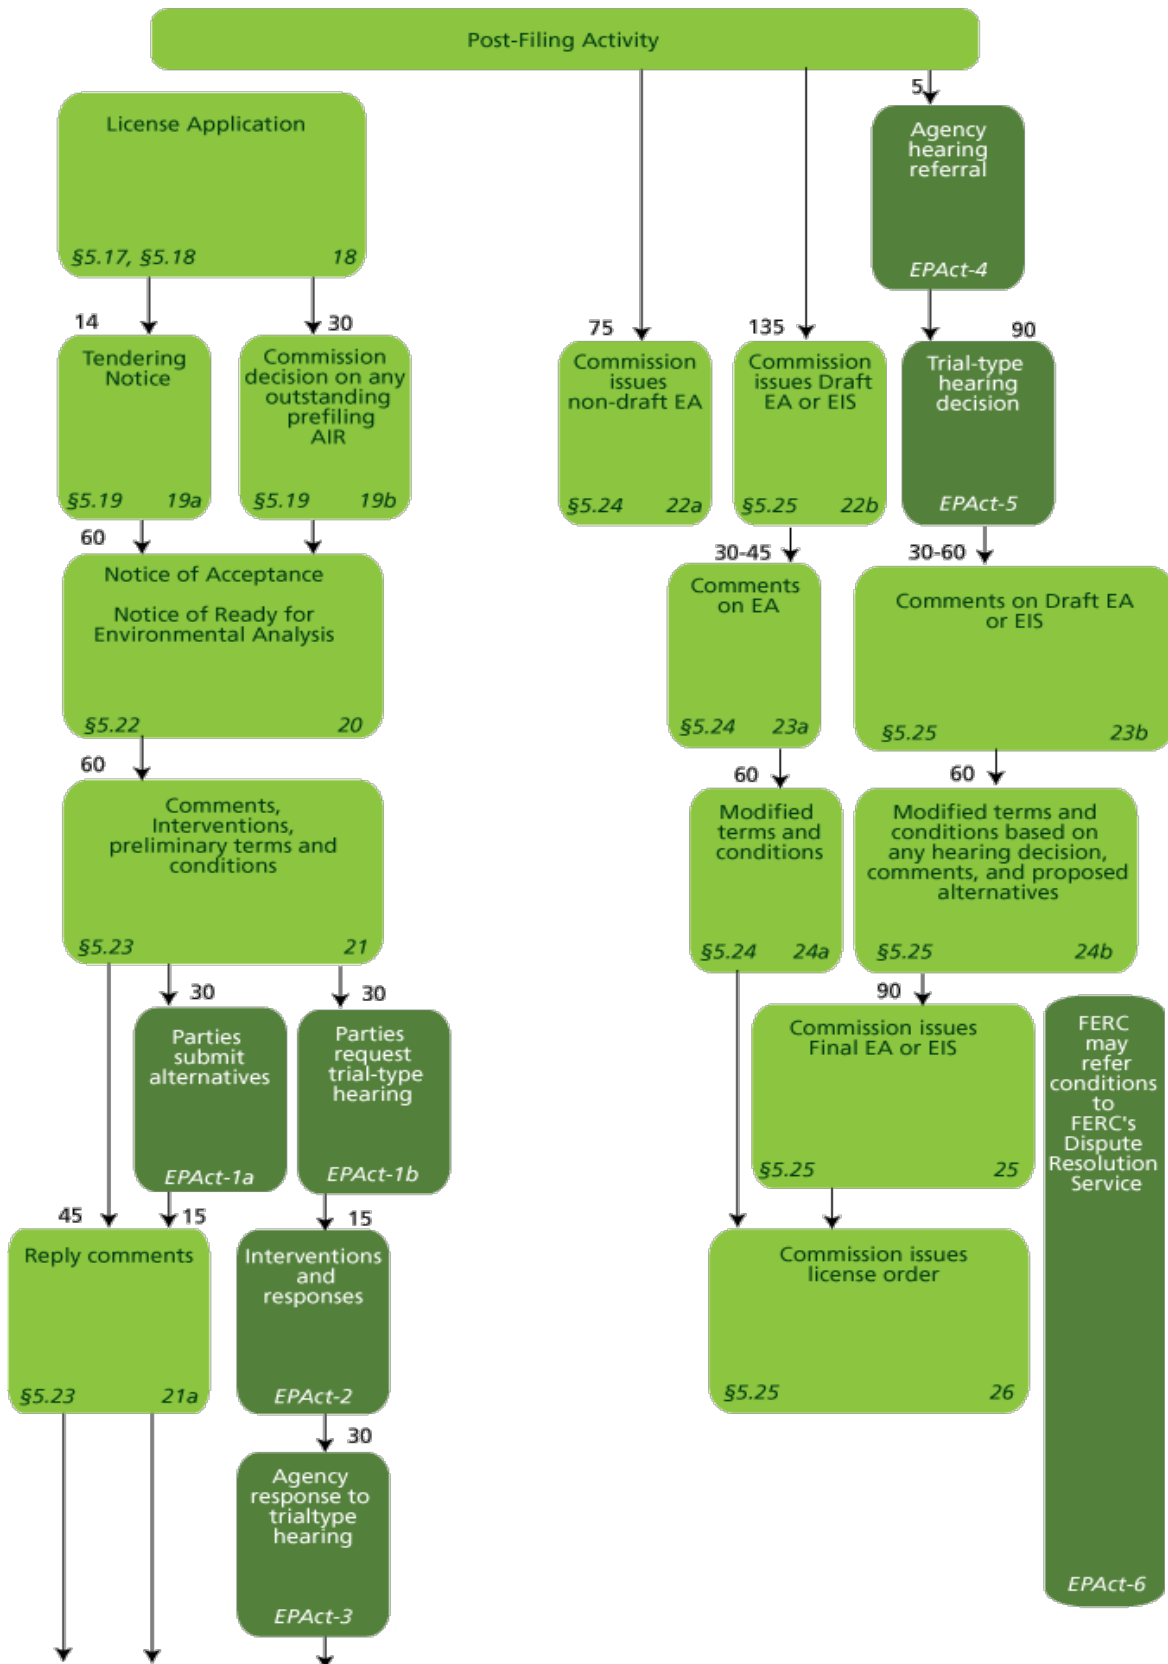 Post-Filing Activity
License Application
§5.17, §5.18 18
14
30
Tendering
Notice
§5.19 19a
Commission
decision on any
outstanding
prefiling
AIR
§5.19 19b
60
Notice of Acceptance
Notice of Ready for
Environmental Analysis
§5.22 20
60
Comments,
Interventions,
preliminary terms and
conditions
§5.23 21
30
30
Parties
submit
alternatives
EPAct-1a
Parties
request
trial-type
hearing
EPAct-1b
45
15
15
Reply comments
§5.23 21a
Interventions
and
responses
EPAct-2
30
Agency
response to
trialtype
hearing
EPAct-3
5
Agency
hearing
referral
EPAct-4
75
135
90
Commission
issues
non-draft EA
§5.24 22a
Commission
issues Draft
EA or EIS
§5.25 22b
Trial-type
hearing
decision
EPAct-5
30-45
30-60
Comments
on EA
§5.24 23a
Comments on Draft EA
or EIS
§5.25 23b
60
60
Modified
terms and
conditions
§5.24 24a
Modified terms and
conditions based on
any hearing decision,
comments, and proposed
alternatives
§5.25 24b
90
Commission issues
Final EA or EIS
§5.25 25
Commission issues
license order
§5.25 26
FERC
may
refer
conditions
to
FERC's
Dispute
Resolution
Service
EPAct-6